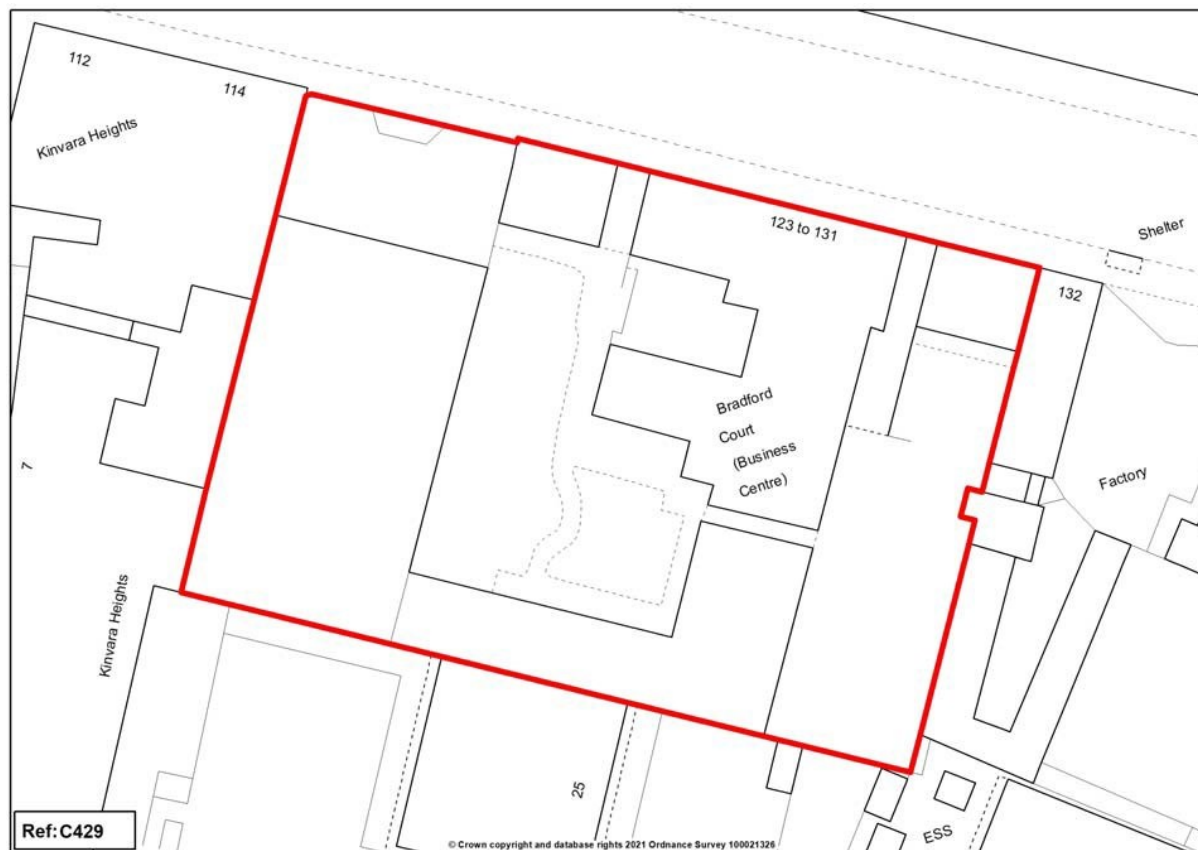 112
114
Kinvara Heights
123 to 131
Shelter
132
Bradford
Court
(Business
Centre)
Factory
7
Kinvara Heights
25
ESS
Ref:C429
© Crown copyright and database rights 2021 Ordnance Survey 100021326